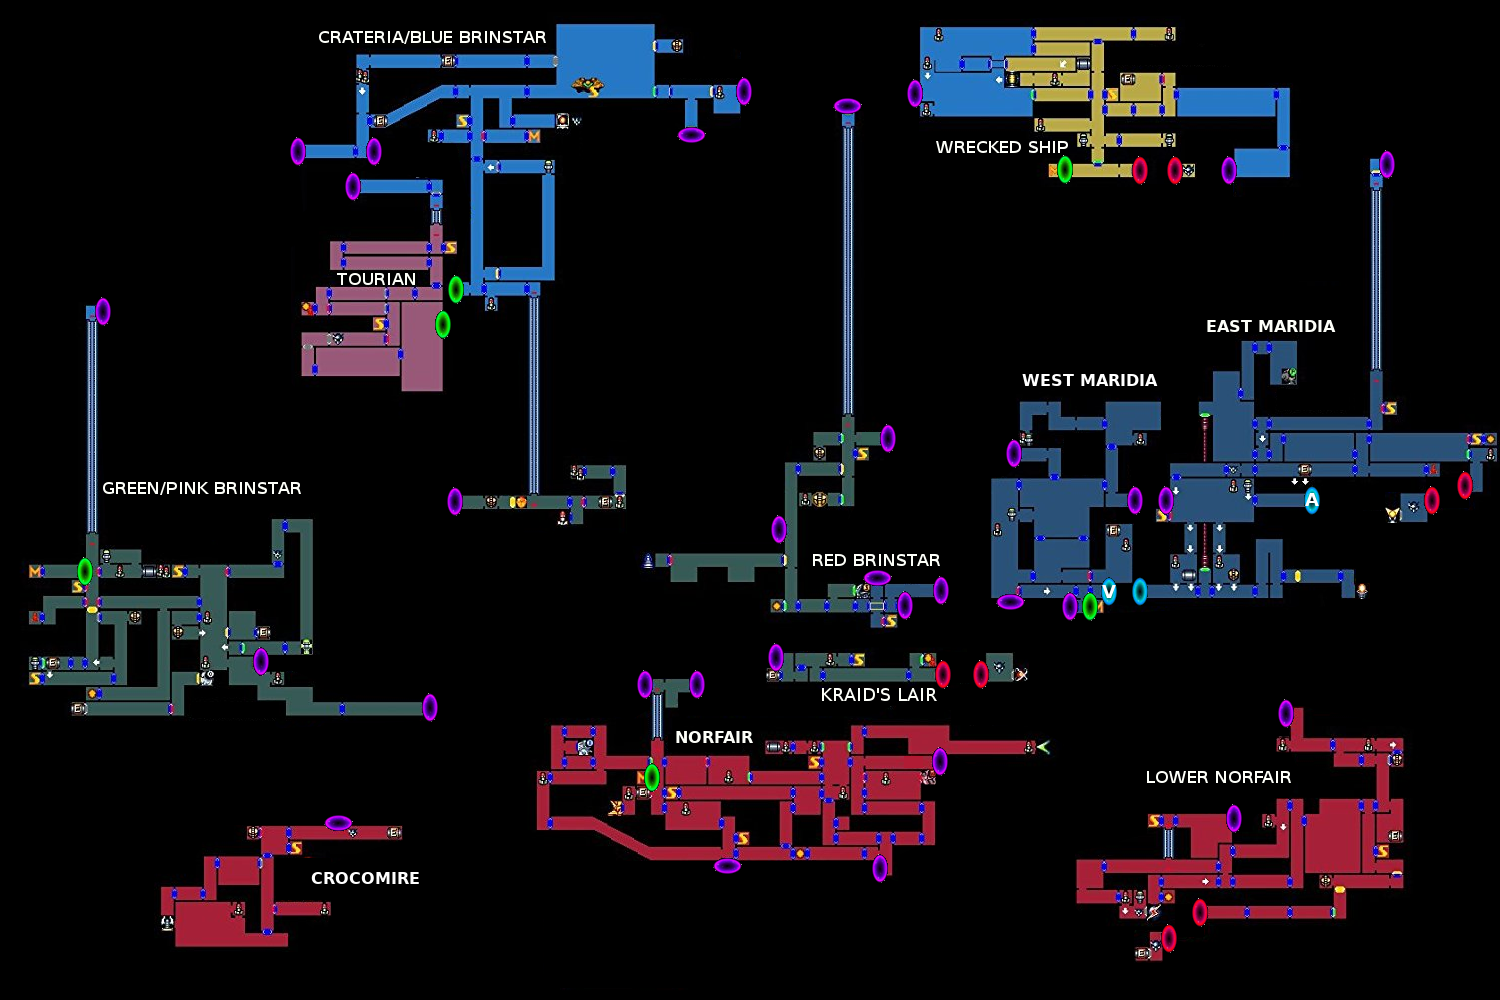 CRATERIA/BLUE BRINSTAR
WRECKED SHIP
TOURIAN
EAST MARIDIA
WEST MARIDIA
GREEN/PINK BRINSTAR
A
RED BRINSTAR
V
KRAID'S LAIR
NORFAIR
LOWER NORFAIR
CROCOMIRE
S
S
M
S
S
S
S
S
S
M
S
S
S
S
S
M
S
S
S
S
S
S